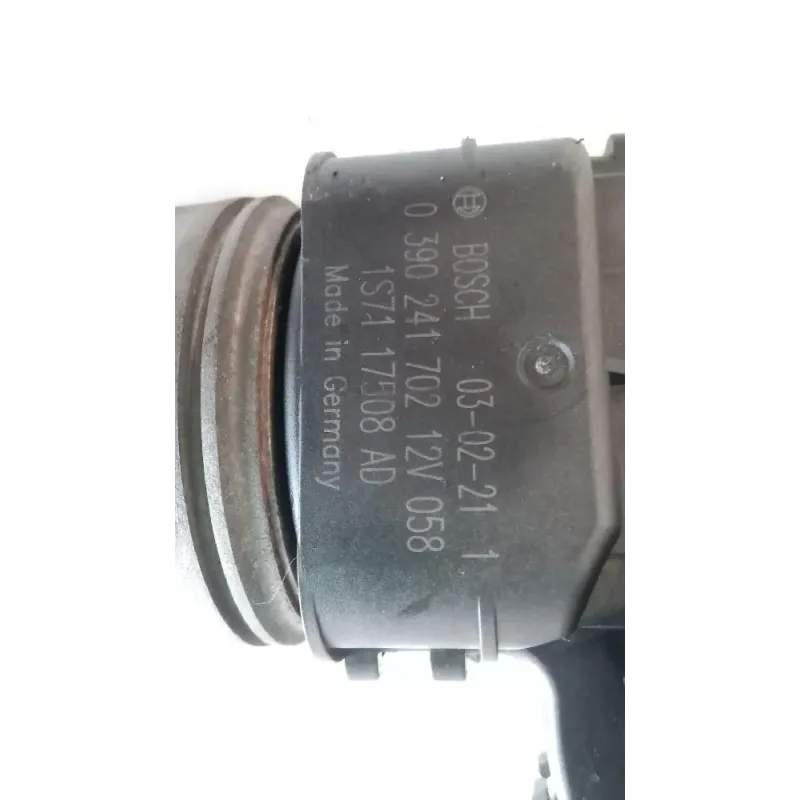 BOSCH 03-02-21 1
0 390 241 702 12V 058
1S71 17508 AD
Made in Germany